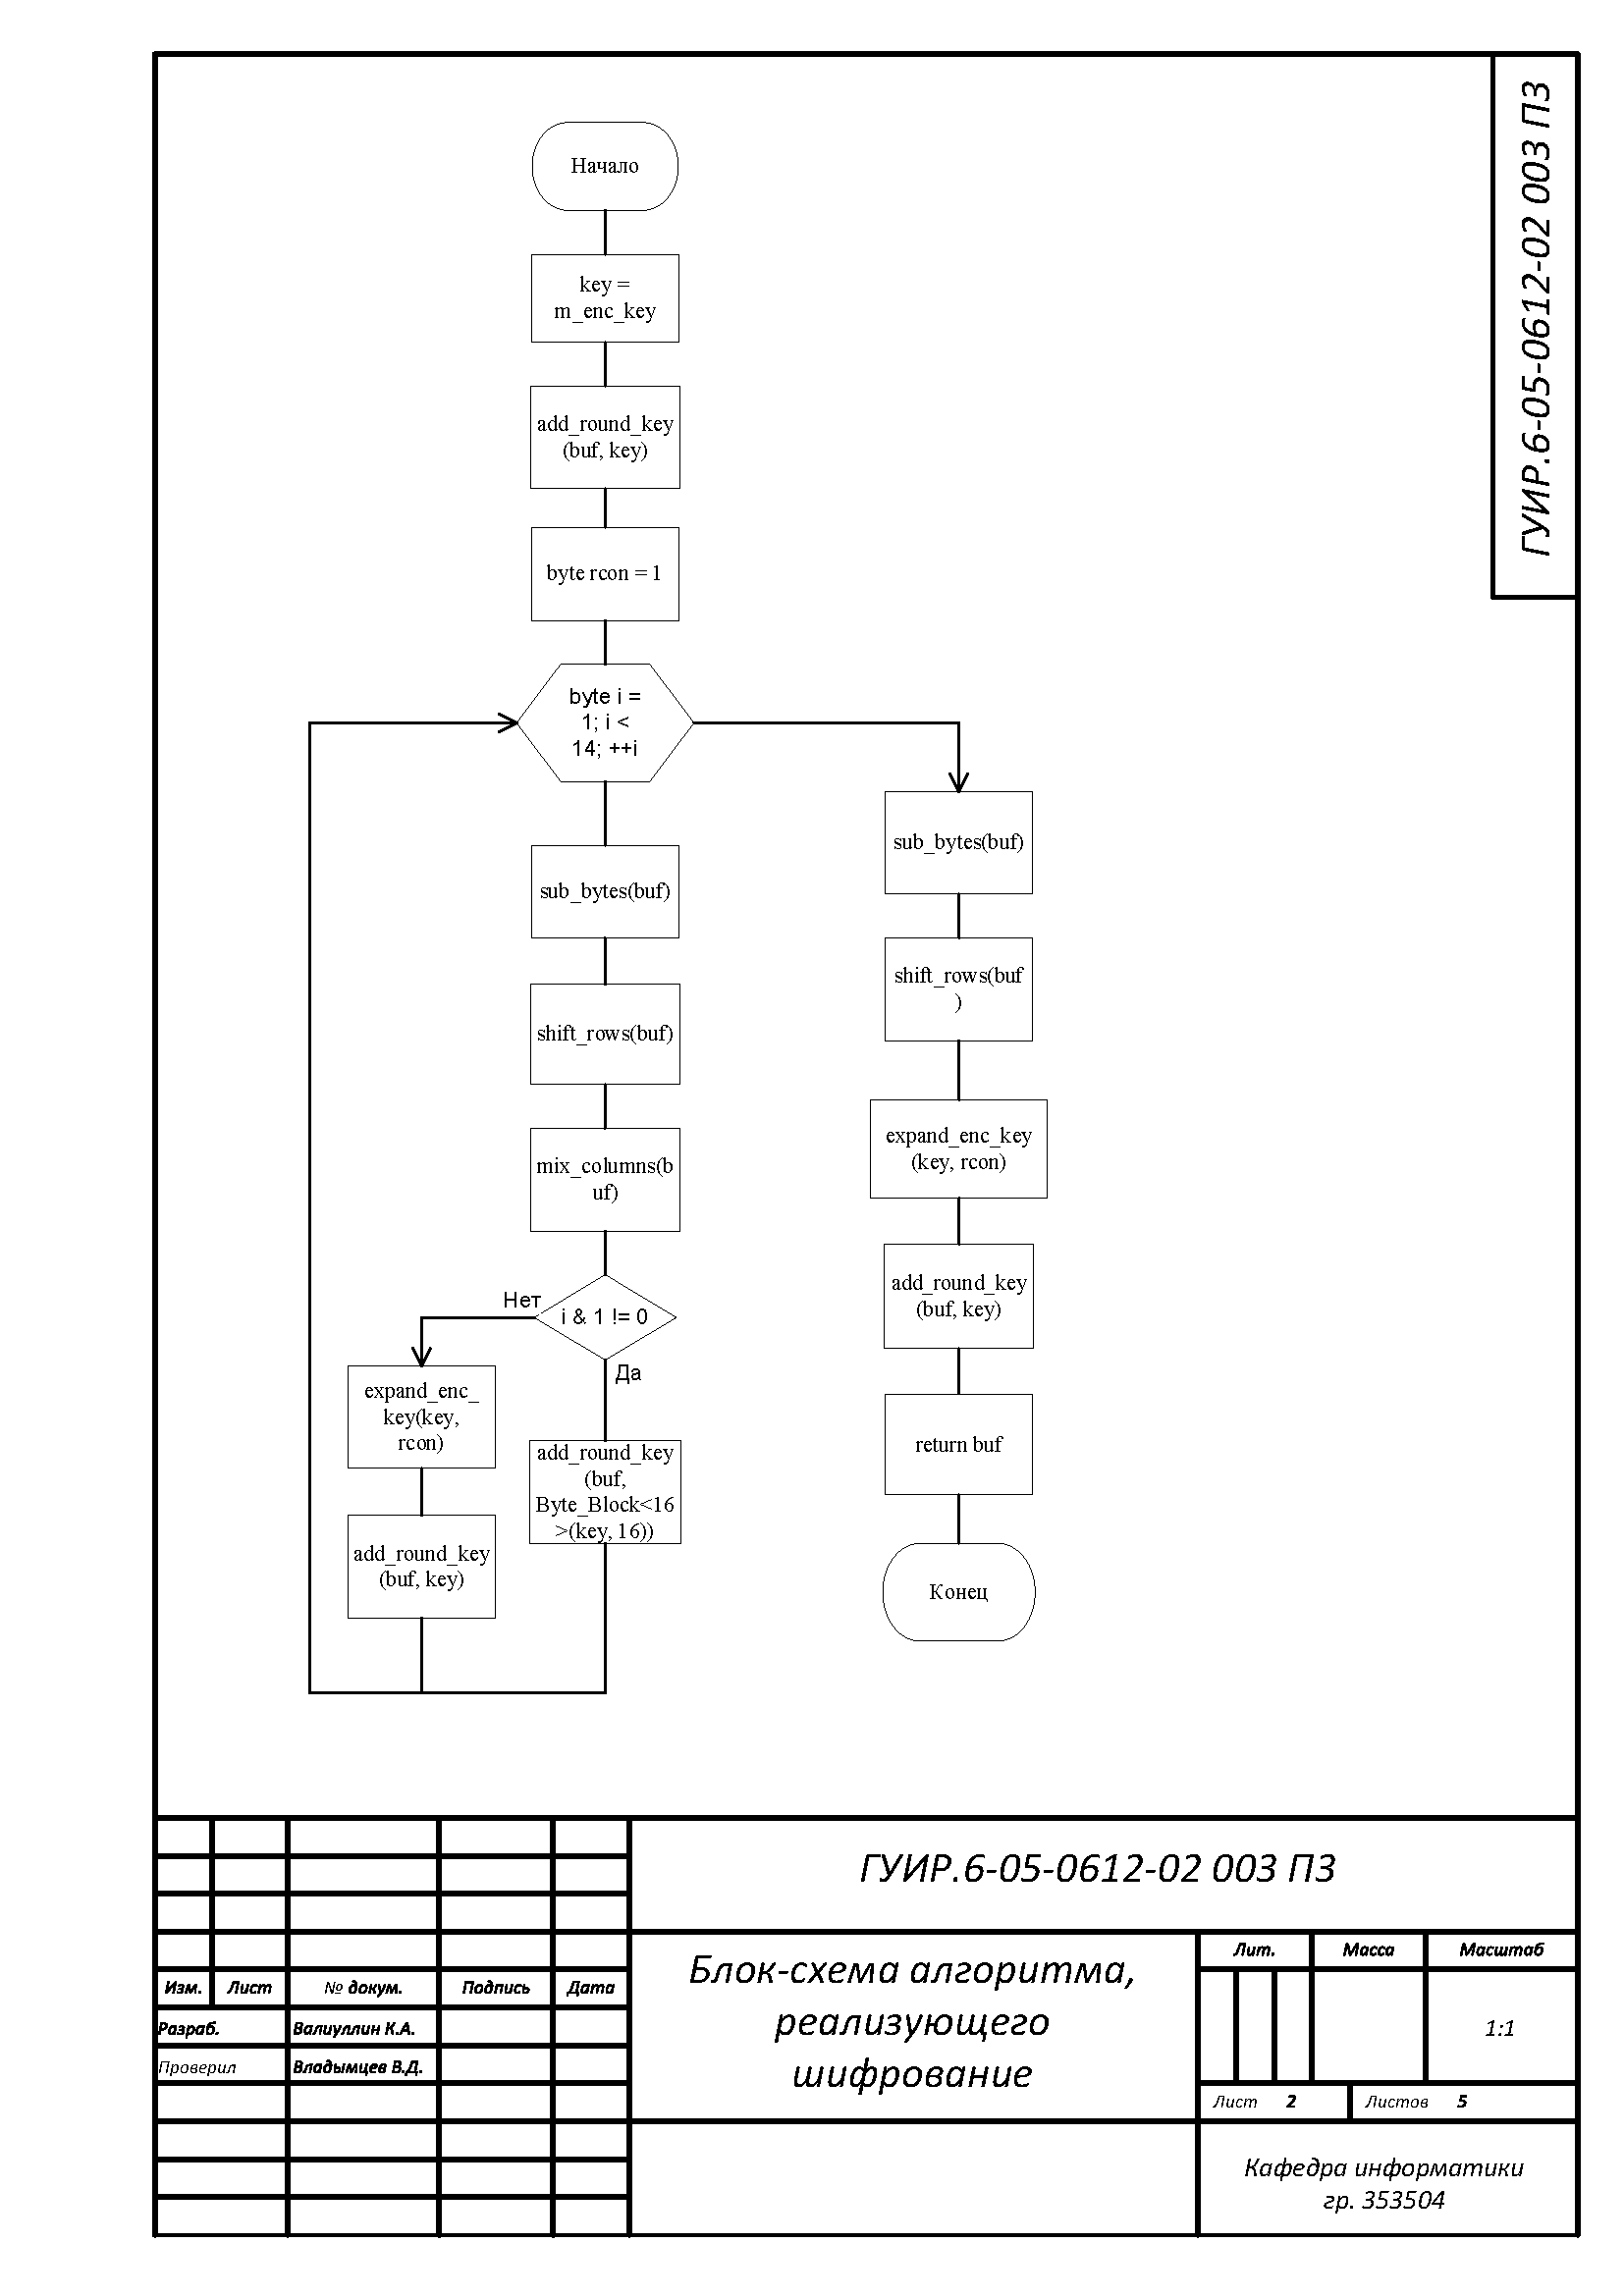 ГУИР.6-05-0612-02 003 ПЗ
Начало
key =
m_enc_key
add_round_key
(buf, key)
byte rcon = 1
byte i =
1; i <
14; ++i
sub_bytes(buf)
shift_rows(buf)
mix_columns(b
uf)
i & 1 != 0
Нет
Да
expand_enc_
key(key,
rcon)
add_round_key
(buf, key)
add_round_key
(buf,
Byte_Block<16
>(key, 16))
sub_bytes(buf)
shift_rows(buf
)
expand_enc_key
(key, rcon)
add_round_key
(buf, key)
return buf
Конец
ГУИР.6-05-0612-02 003 ПЗ
Изм. Лист № докум. Подпись Дата
Разраб. Валиуллин К.А.
Проверил Владымцев В.Д.
Блок-схема алгоритма,
реализующего
шифрование
Лит. Масса Масштаб
1:1
Лист 2 Листов 5
Кафедра информатики
гр. 353504